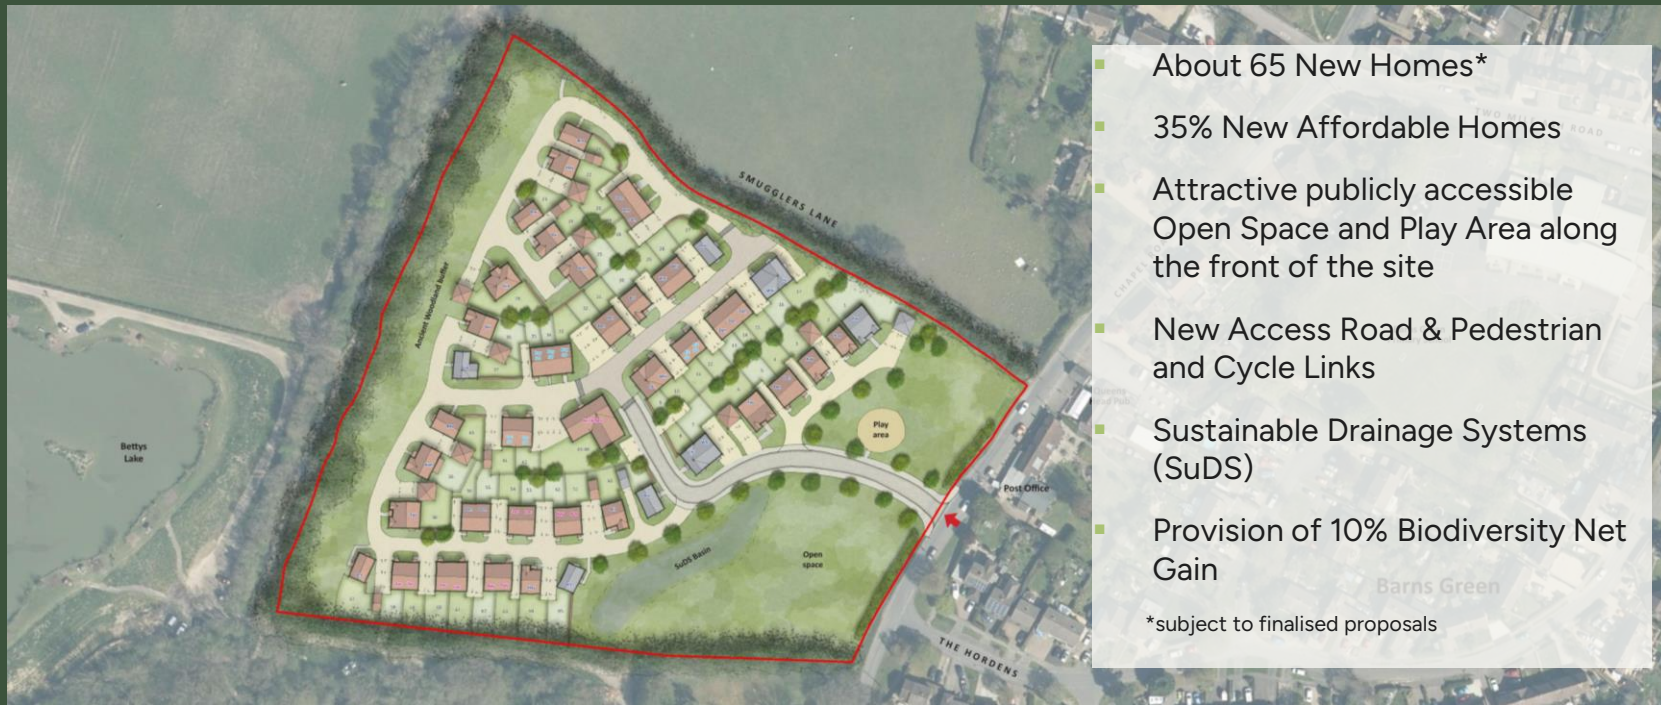 About 65 New Homes*
35% New Affordable Homes
Attractive publicly accessible
Open Space and Play Area along
the front of the site
New Access Road & Pedestrian
and Cycle Links
Sustainable Drainage Systems
(SuDS)
Provision of 10% Biodiversity Net
Gain
*subject to finalised proposals
SMUGGLERS LANE
Ancient Woodland Buffer
Bettys
Lake
Play
area
Post Office
SuDS Basin
Open
space
THE HORDENS
Barns Green